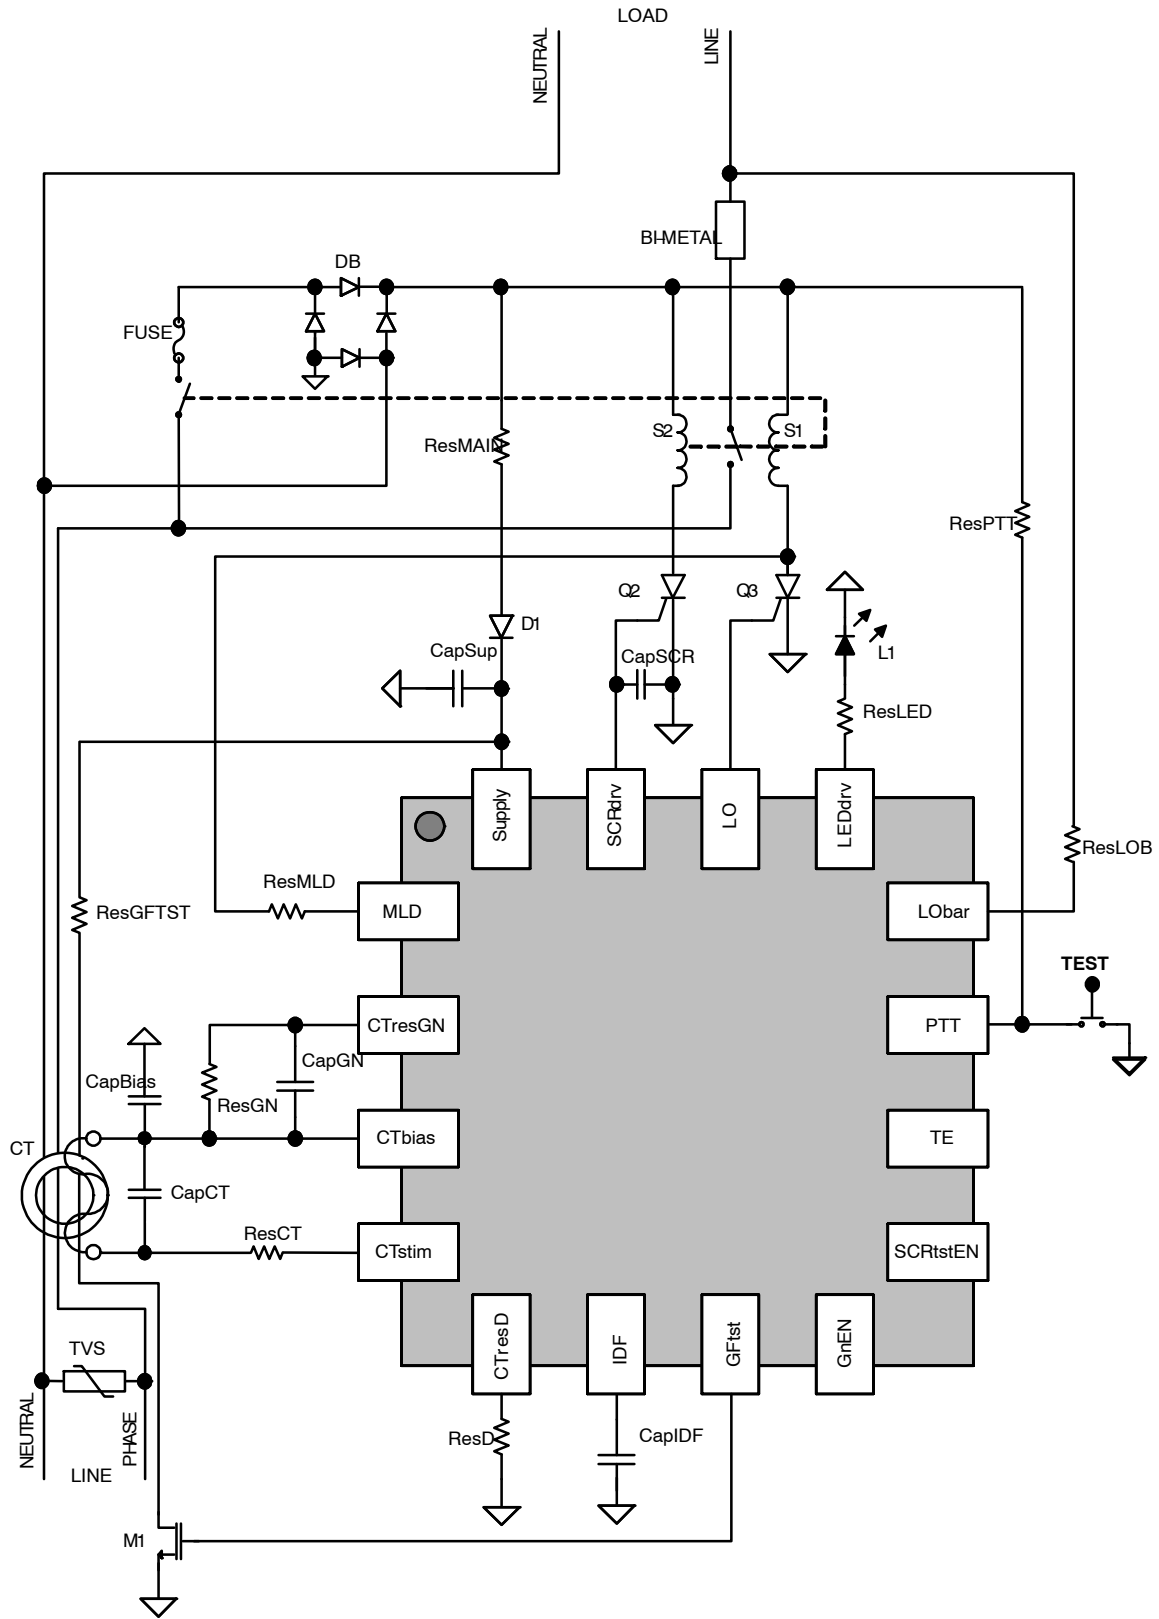 LOAD
NEUTRAL
LINE
BI-METAL
DB
FUSE
S2
S1
ResMAIN
ResPTT
Q2
Q3
D1
CapSup
CapSCR
L1
ResLED
Supply
SCRdrv
LO
LEDdrv
ResLOB
ResMLD
MLD
LObar
ResGFTST
TEST
CTresGN
PTT
CapGN
CapBias
ResGN
CTbias
TE
CT
CapCT
ResCT
CTstim
SCRtstEN
CTresD
IDF
GFtst
GnEN
TVS
NEUTRAL
PHASE
LINE
ResD
CapIDF
M1